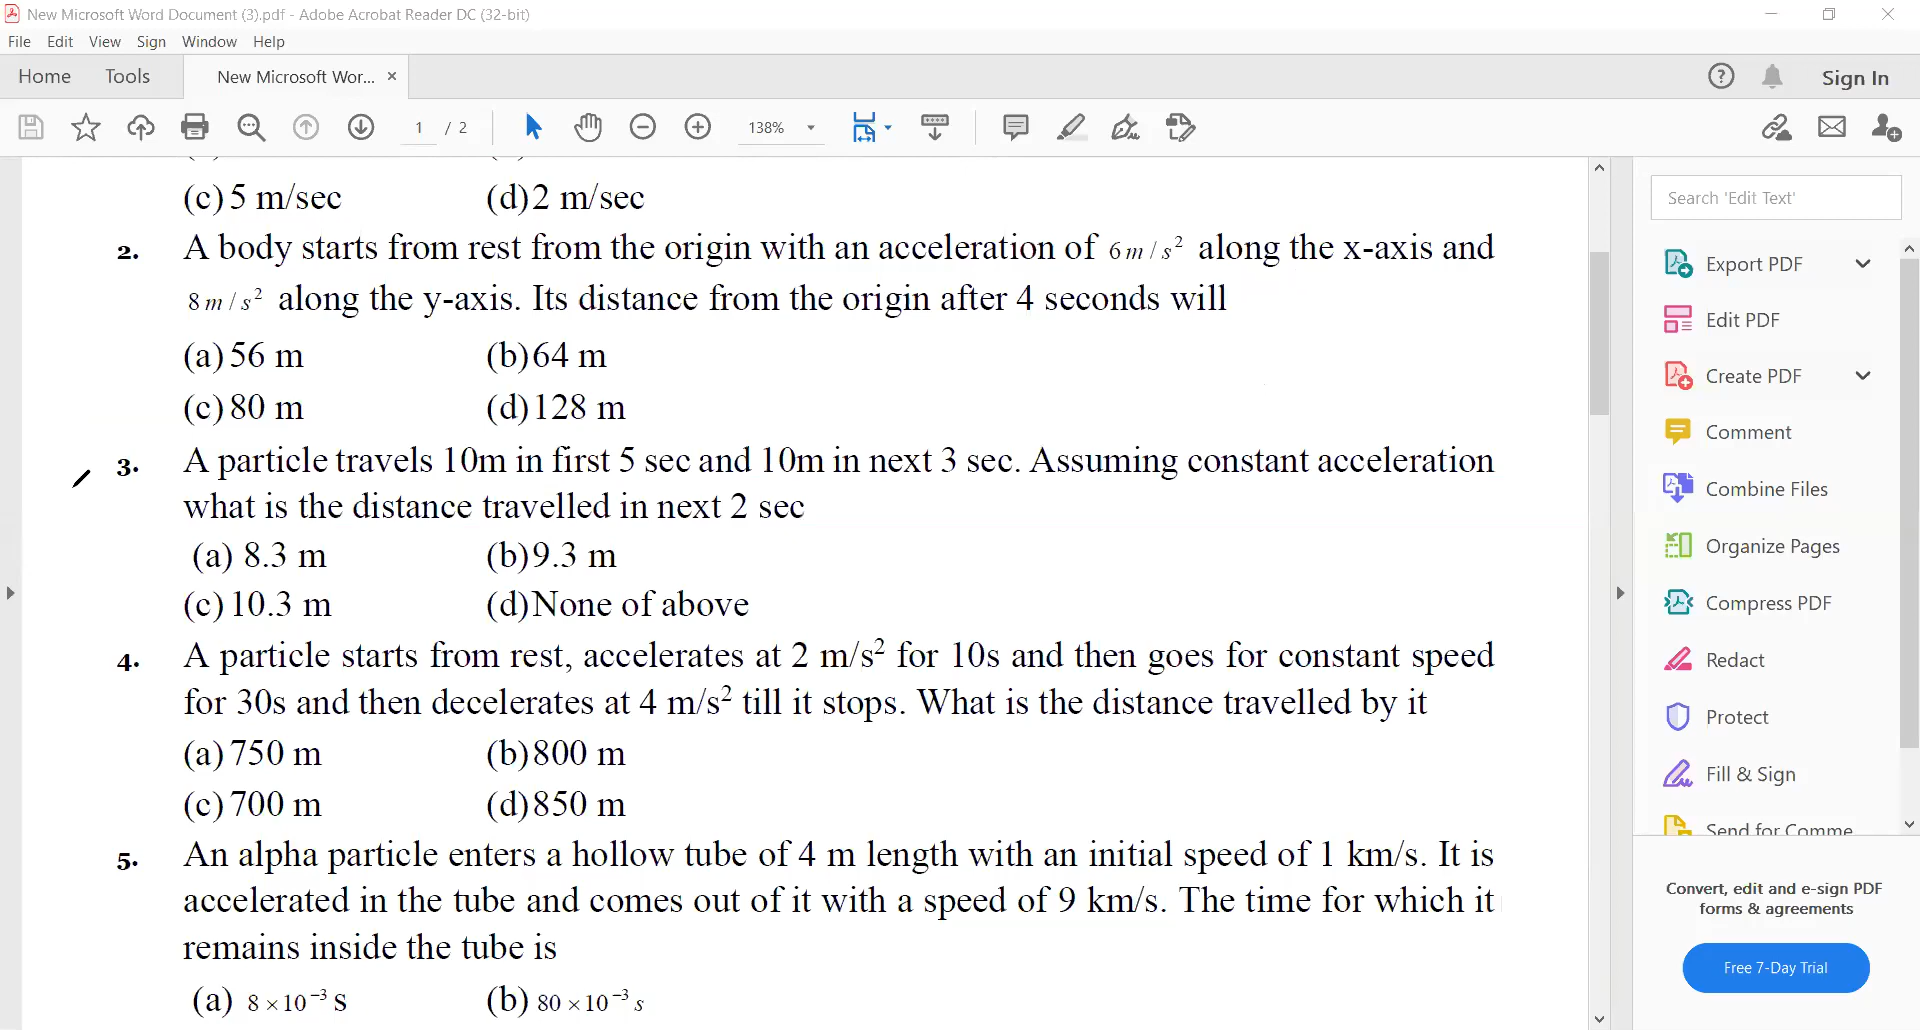 New Microsoft Word Document (3).pdf - Adobe Acrobat Reader DC (32-bit)
File Edit View Sign Window Help
Home Tools New Microsoft Wor... × Sign In
1 / 2 138%
(c) 5 m/sec (d) 2 m/sec
2. A body starts from rest from the origin with an acceleration of 6 m / s² along the x-axis and
8 m / s² along the y-axis. Its distance from the origin after 4 seconds will
(a) 56 m (b) 64 m
(c) 80 m (d) 128 m
3. A particle travels 10m in first 5 sec and 10m in next 3 sec. Assuming constant acceleration
what is the distance travelled in next 2 sec
(a) 8.3 m (b) 9.3 m
(c) 10.3 m (d) None of above
4. A particle starts from rest, accelerates at 2 m/s² for 10s and then goes for constant speed
for 30s and then decelerates at 4 m/s² till it stops. What is the distance travelled by it
(a) 750 m (b) 800 m
(c) 700 m (d) 850 m
5. An alpha particle enters a hollow tube of 4 m length with an initial speed of 1 km/s. It is
accelerated in the tube and comes out of it with a speed of 9 km/s. The time for which it
remains inside the tube is
(a) 8 × 10⁻³ s (b) 80 × 10⁻³ s
Search 'Edit Text'
Export PDF
Edit PDF
Create PDF
Comment
Combine Files
Organize Pages
Compress PDF
Redact
Protect
Fill & Sign
Send for Comme
Convert, edit and e-sign PDF
forms & agreements
Free 7-Day Trial